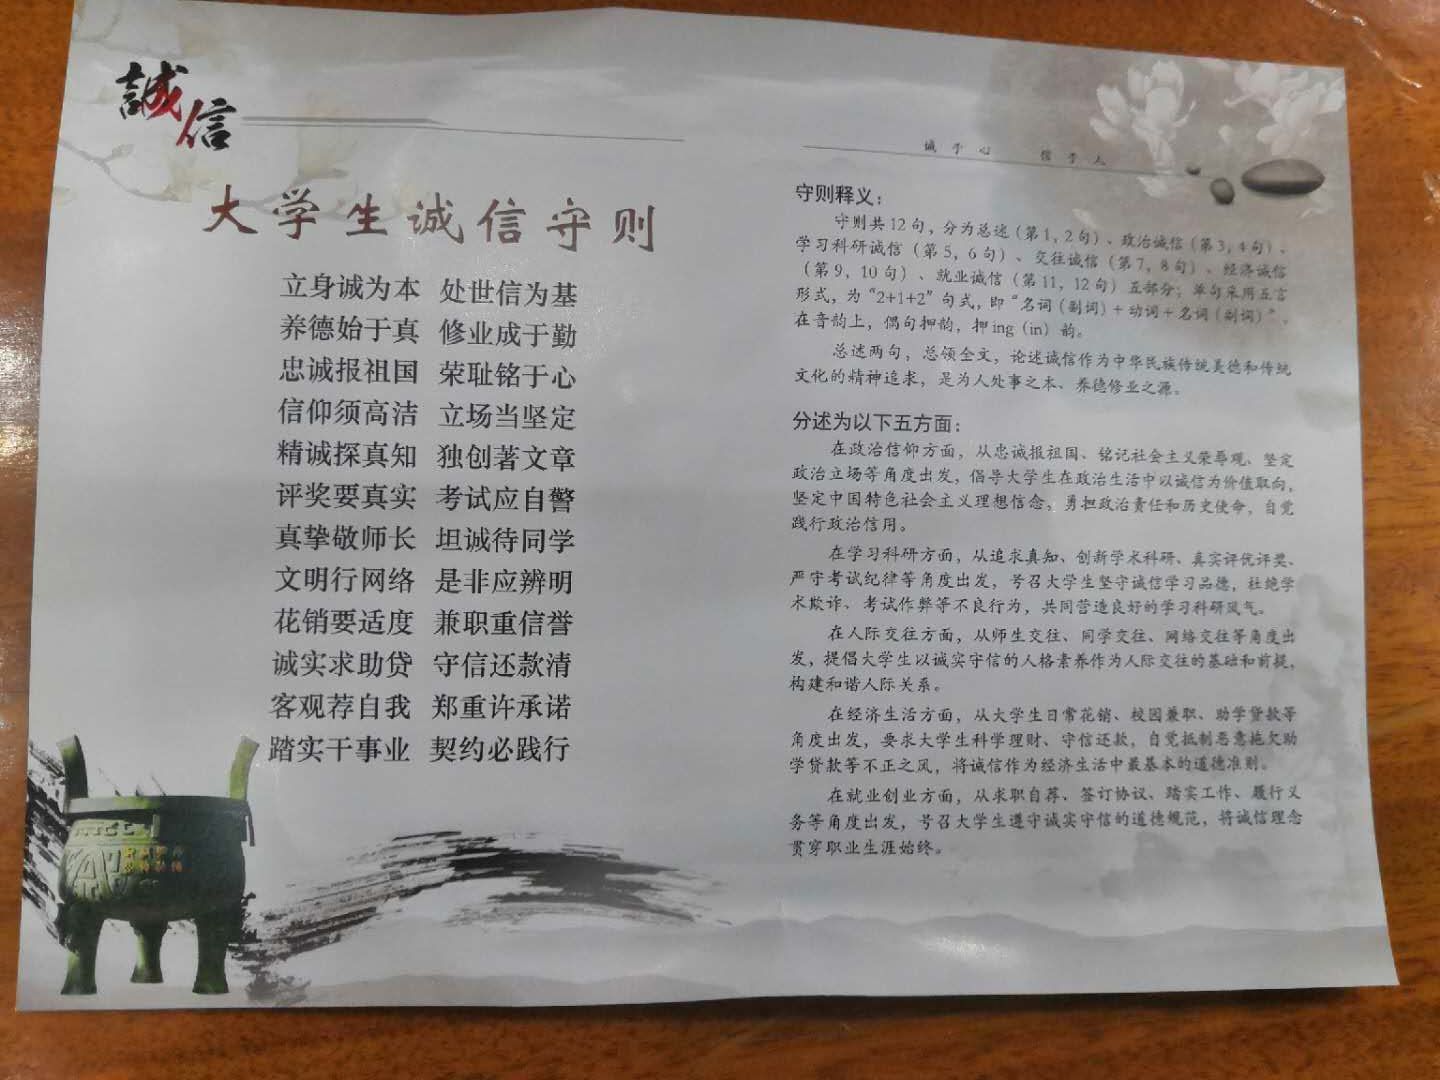 誠信
大学生诚信守则
立身诚为本 处世信为基
养德始于真 修业成于勤
忠诚报祖国 荣耻铭于心
信仰须高洁 立场当坚定
精诚探真知 独创著文章
评奖要真实 考试应自警
真挚敬师长 坦诚待同学
文明行网络 是非应辨明
花销要适度 兼职重信誉
诚实求助贷 守信还款清
客观荐自我 郑重许承诺
踏实干事业 契约必践行
诚于心 信于人
守则释义：
守则共12句，分为总述（第1，2句）、政治诚信（第3，4句）、
学习科研诚信（第5，6句）、交往诚信（第7，8句）、经济诚信
（第9，10句）、就业诚信（第11，12句）五部分；单句采用五言
形式，为“2+1+2”句式，即“名词（副词）+动词+名词（副词）”。
在音韵上，偶句押韵，押ing（in）韵。
总述两句，总领全文，论述诚信作为中华民族传统美德和传统
文化的精神追求，是为人处事之本、养德修业之源。
分述为以下五方面：
在政治信仰方面，从忠诚报祖国、铭记社会主义荣辱观、坚定
政治立场等角度出发，倡导大学生在政治生活中以诚信为价值取向，
坚定中国特色社会主义理想信念，勇担政治责任和历史使命，自觉
践行政治信用。
在学习科研方面，从追求真知、创新学术科研、真实评优评奖、
严守考试纪律等角度出发，号召大学生坚守诚信学习品德，杜绝学
术欺诈、考试作弊等不良行为，共同营造良好的学习科研风气。
在人际交往方面，从师生交往、同学交往、网络交往等角度出
发，提倡大学生以诚实守信的人格素养作为人际交往的基础和前提，
构建和谐人际关系。
在经济生活方面，从大学生日常花销、校园兼职、助学贷款等
角度出发，要求大学生科学理财、守信还款，自觉抵制恶意拖欠助
学贷款等不正之风，将诚信作为经济生活中最基本的道德准则。
在就业创业方面，从求职自荐、签订协议、踏实工作、履行义
务等角度出发，号召大学生遵守诚实守信的道德规范，将诚信理念
贯穿职业生涯始终。